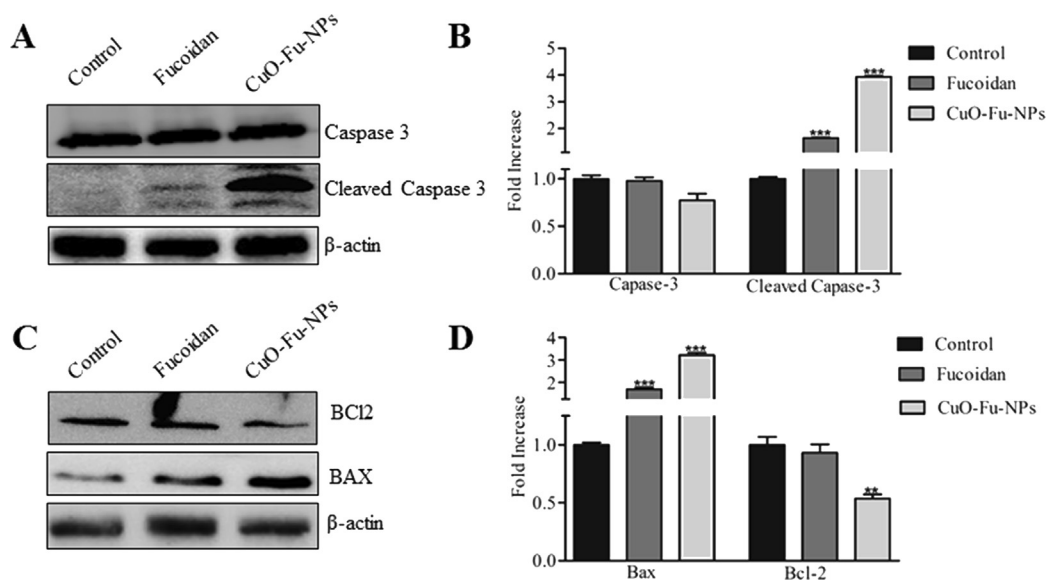 A
Control
Fucoidan
CuO-Fu-NPs
Caspase 3
Cleaved Caspase 3
β-actin
B
5
4
3
2
1.0
0.5
0.0
Fold Increase
***
***
Capase-3
Cleaved Capase-3
Control
Fucoidan
CuO-Fu-NPs
C
Control
Fucoidan
CuO-Fu-NPs
BCl2
BAX
β-actin
D
4
3
2
1.0
0.5
0.0
Fold Increase
***
***
**
Bax
Bcl-2
Control
Fucoidan
CuO-Fu-NPs